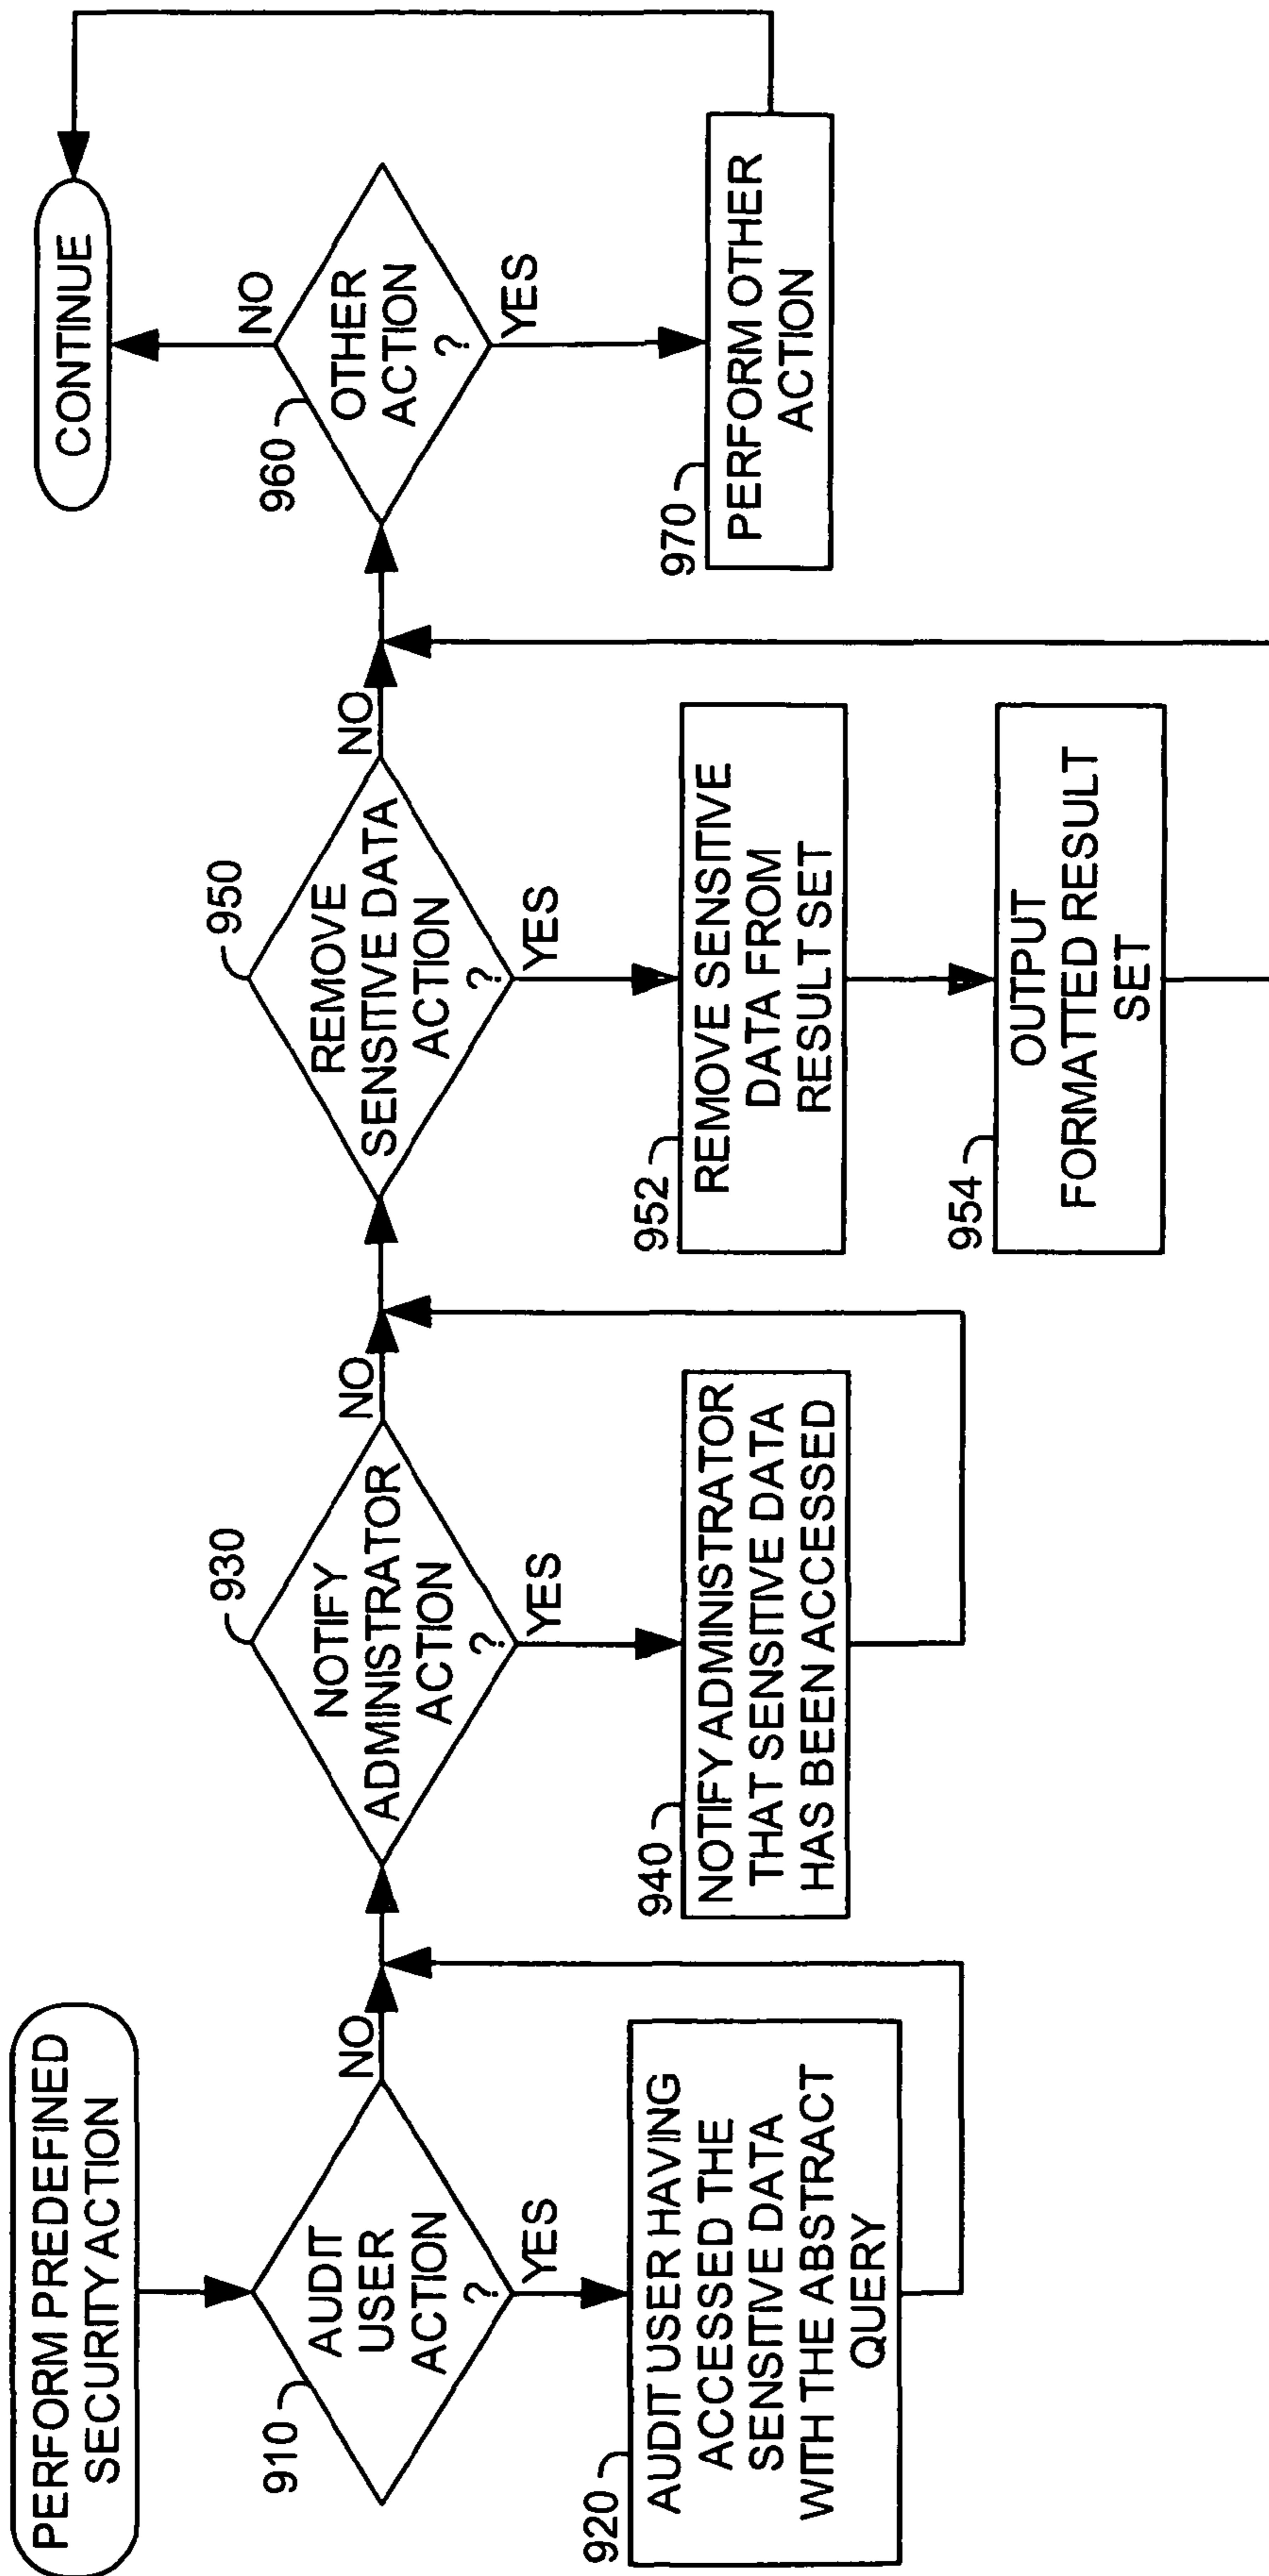 PERFORM PREDEFINED
SECURITY ACTION
910
AUDIT
USER
ACTION
?
NO
YES
920
AUDIT USER HAVING
ACCESSED THE
SENSITIVE DATA
WITH THE ABSTRACT
QUERY
930
NOTIFY
ADMINISTRATOR
ACTION
?
NO
YES
940
NOTIFY ADMINISTRATOR
THAT SENSITIVE DATA
HAS BEEN ACCESSED
950
REMOVE
SENSITIVE DATA
ACTION
?
NO
YES
952
REMOVE SENSITIVE
DATA FROM
RESULT SET
954
OUTPUT
FORMATTED RESULT
SET
960
OTHER
ACTION
?
NO
YES
970
PERFORM OTHER
ACTION
CONTINUE